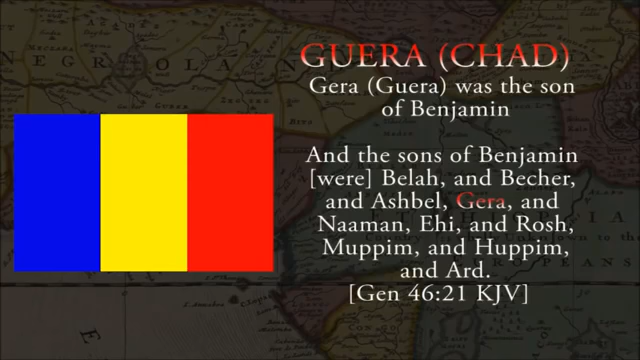 GUERA (CHAD)
Gera (Guera) was the son
of Benjamin
And the sons of Benjamin
[were] Belah, and Becher,
and Ashbel, Gera, and
Naaman, Ehi, and Rosh,
Muppim, and Huppim,
and Ard.
[Gen 46:21 KJV]